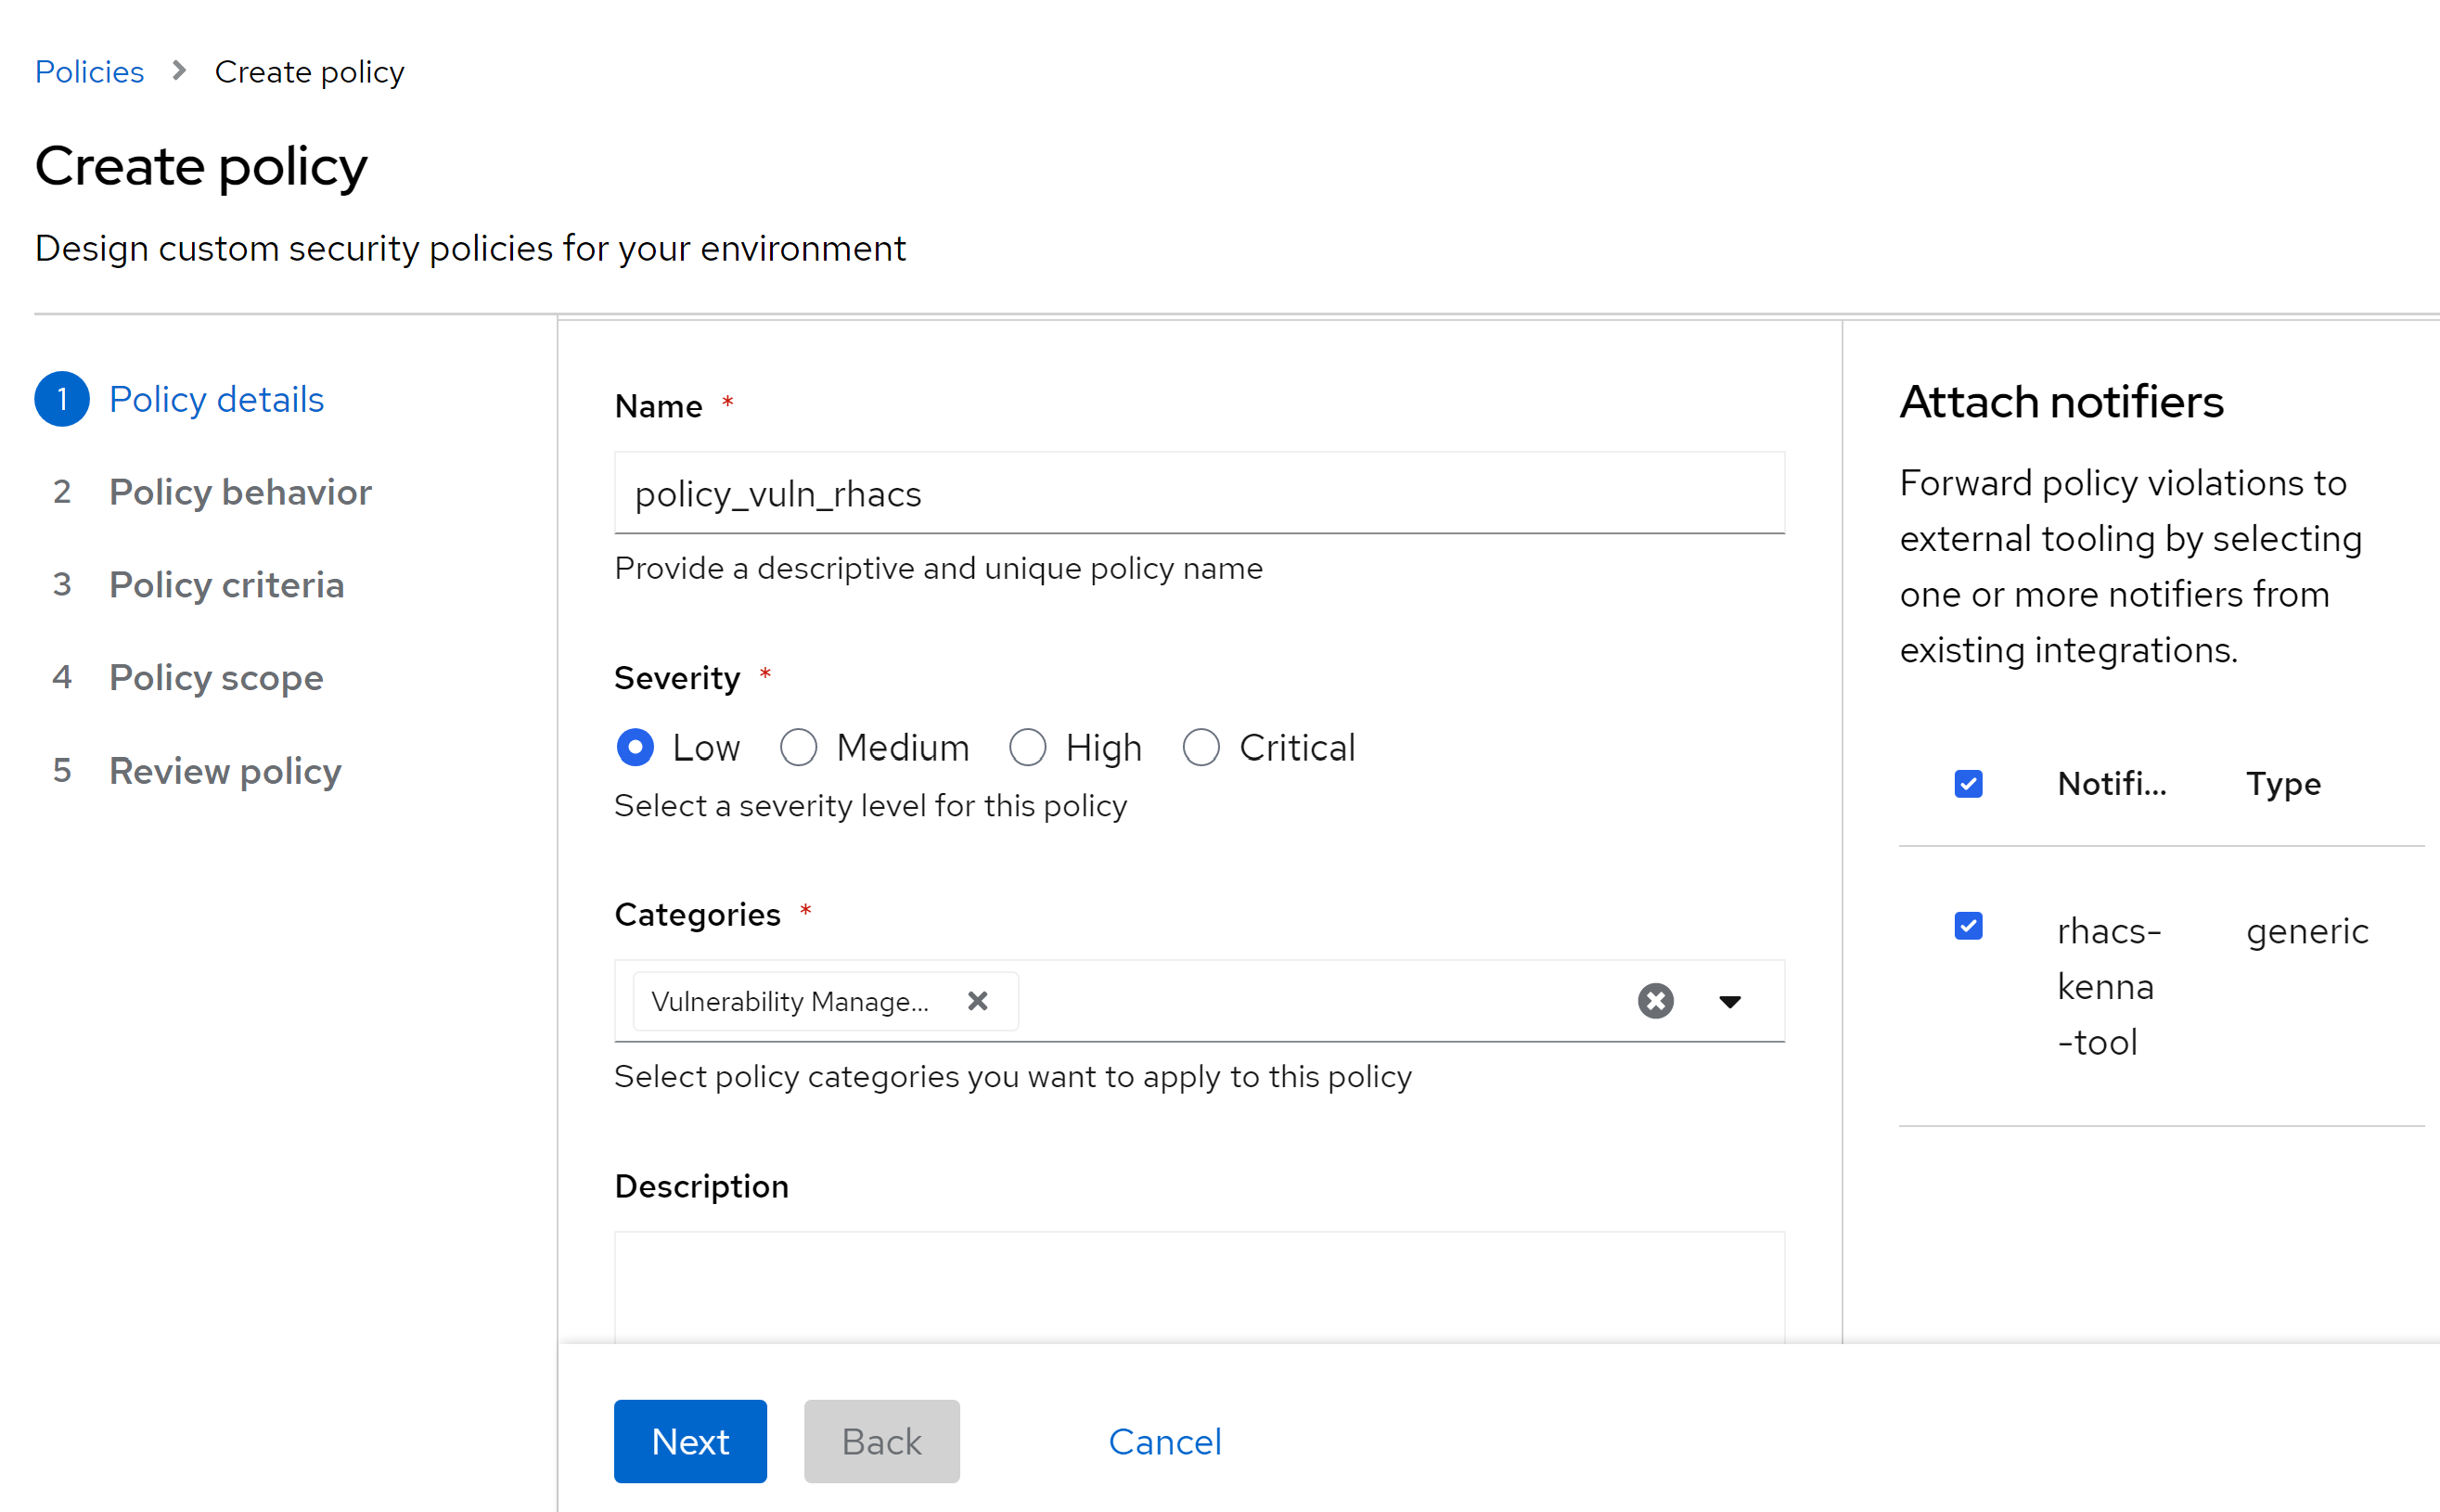 Policies > Create policy
Create policy
Design custom security policies for your environment
1 Policy details
2 Policy behavior
3 Policy criteria
4 Policy scope
5 Review policy
Name *
policy_vuln_rhacs
Provide a descriptive and unique policy name
Severity *
Low Medium High Critical
Select a severity level for this policy
Categories *
Vulnerability Manage...
Select policy categories you want to apply to this policy
Description
Next Back Cancel
Attach notifiers
Forward policy violations to
external tooling by selecting
one or more notifiers from
existing integrations.
Notifi... Type
rhacs- generic
kenna
-tool